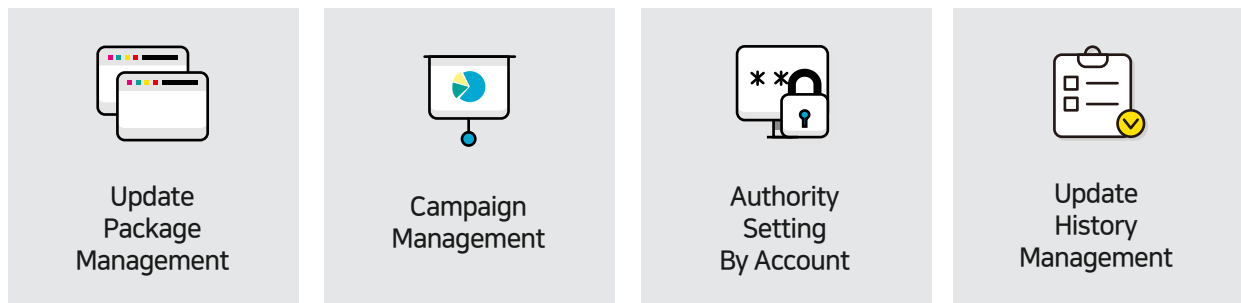 Update
Package
Management
Campaign
Management
**
Authority
Setting
By Account
Update
History
Management